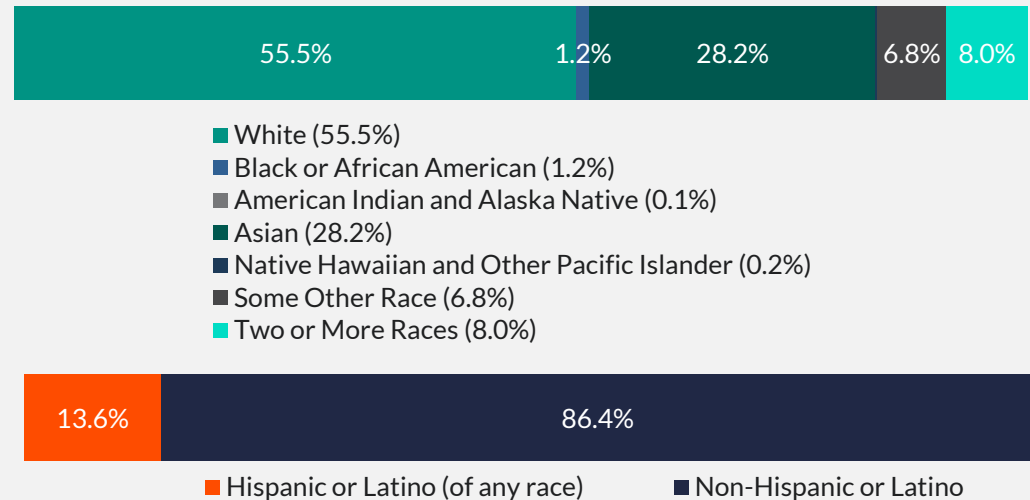 55.5% 1.2% 28.2% 6.8% 8.0%
White (55.5%)
Black or African American (1.2%)
American Indian and Alaska Native (0.1%)
Asian (28.2%)
Native Hawaiian and Other Pacific Islander (0.2%)
Some Other Race (6.8%)
Two or More Races (8.0%)
13.6% 86.4%
Hispanic or Latino (of any race) Non-Hispanic or Latino